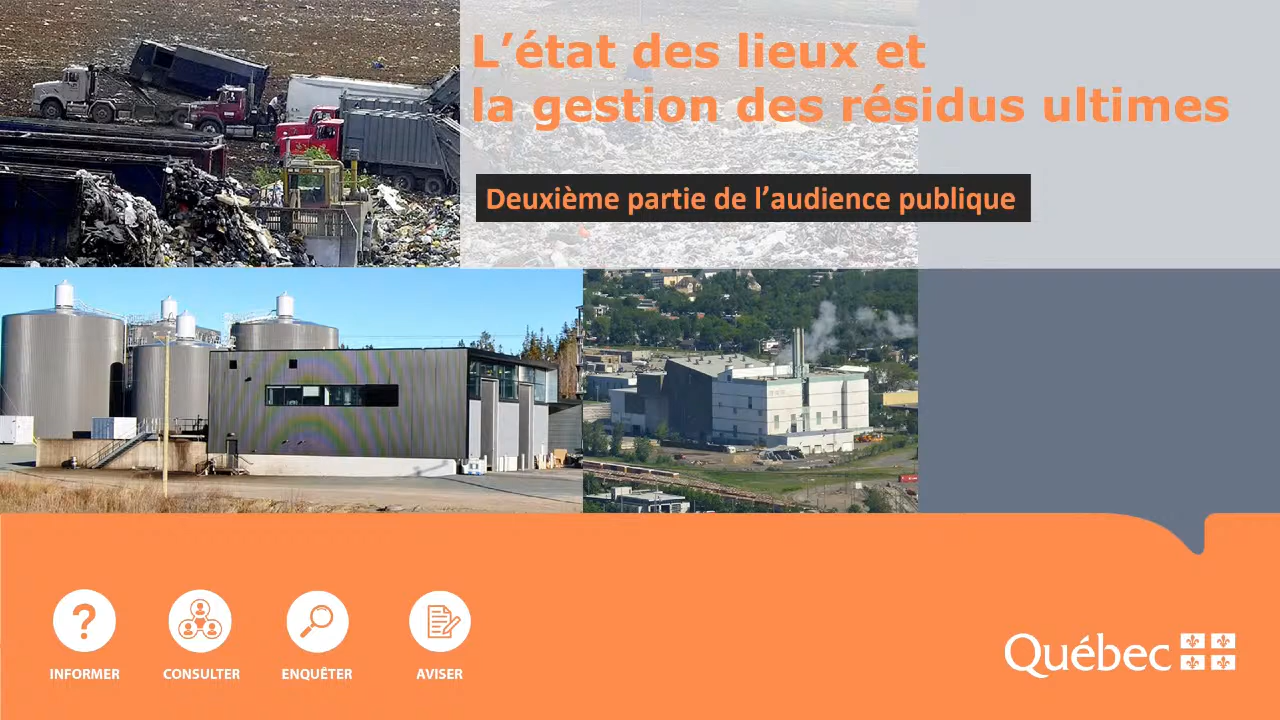 L’état des lieux et
la gestion des résidus ultimes
Deuxième partie de l’audience publique
?
INFORMER
CONSULTER
ENQUÊTER
AVISER
Québec